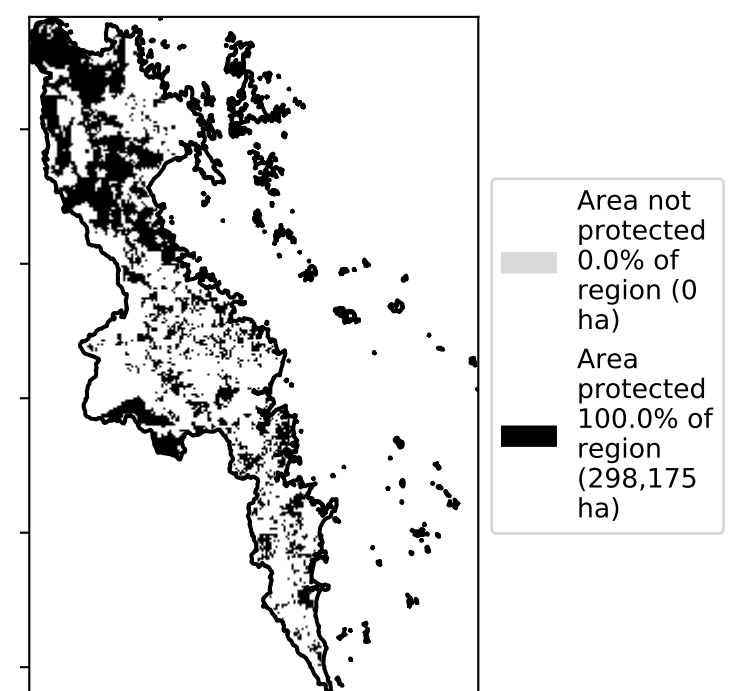 Area not
protected
0.0% of
region (0
ha)
Area
protected
100.0% of
region
(298,175
ha)